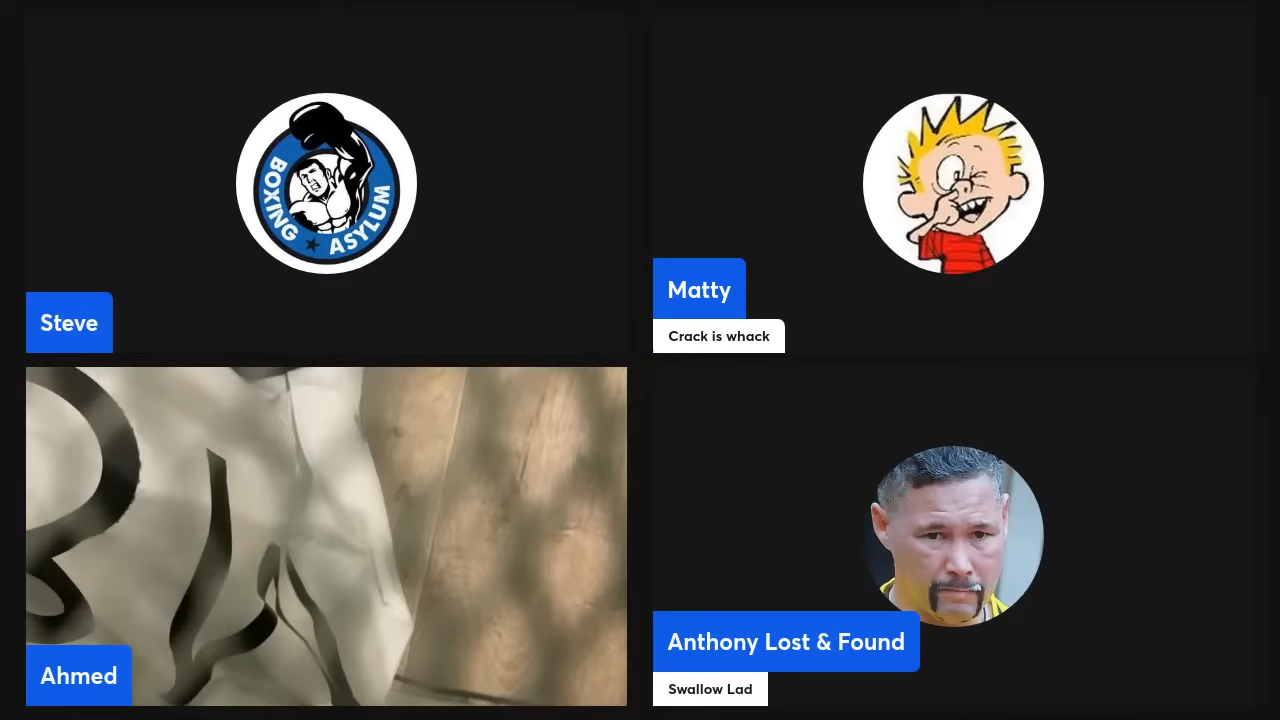 BOXING ASYLUM
Steve
Matty
Crack is whack
Ahmed
Anthony Lost & Found
Swallow Lad